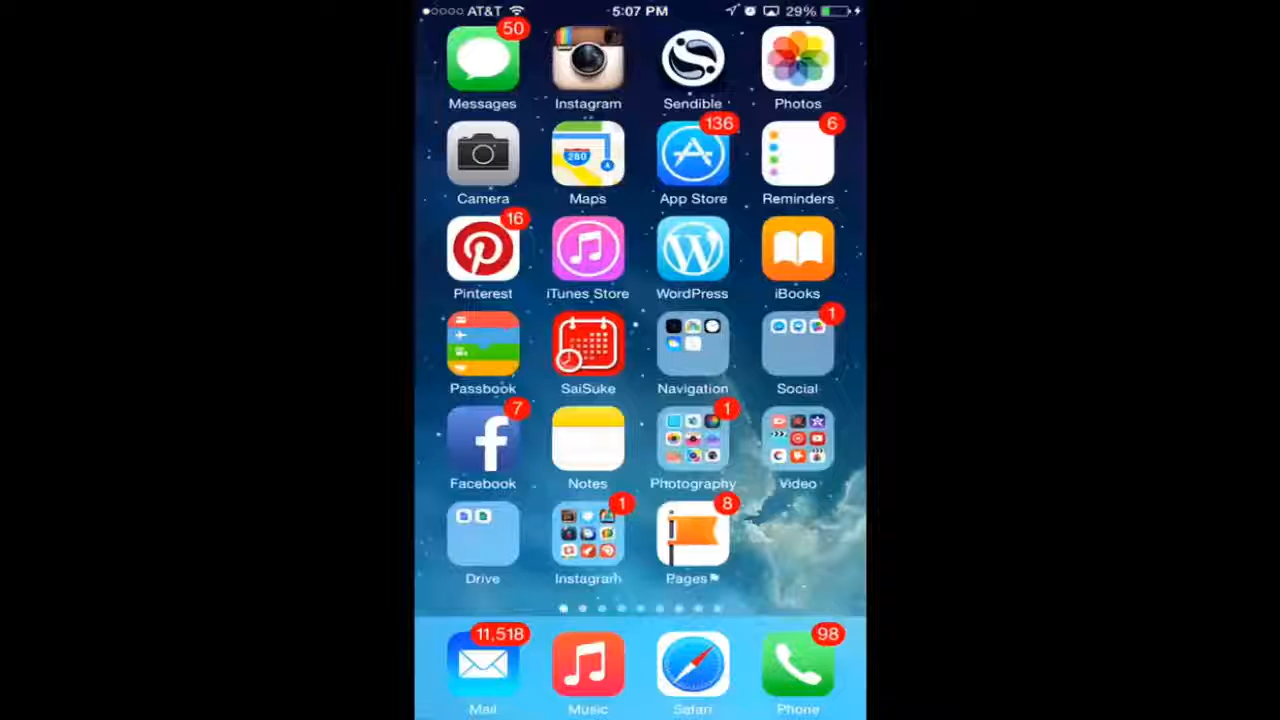 AT&T 5:07 PM 29%
50
Messages Instagram Sendible Photos
136 6
280
Camera Maps App Store Reminders
16
Pinterest iTunes Store WordPress iBooks
1
Passbook SaiSuke Navigation Social
7 1
Facebook Notes Photography Video
1 8
Drive Instagram Pages
11,518 98
Mail Music Safari Phone